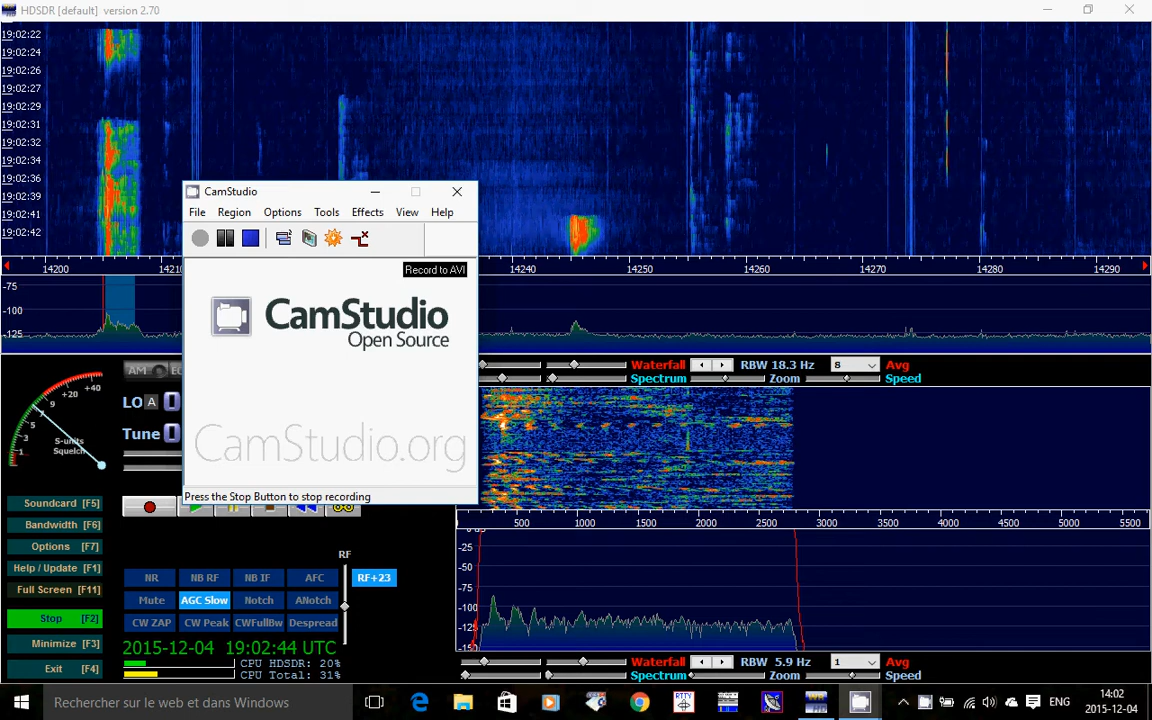 HDSDR [default] version 2.70
19:02:22
19:02:24
19:02:26
19:02:27
19:02:29
19:02:31
19:02:32
19:02:34
19:02:36
19:02:39
19:02:41
19:02:42
CamStudio
File Region Options Tools Effects View Help
Record to AVI
CamStudio
Open Source
CamStudio.org
Press the Stop Button to stop recording
14200 14210 14240 14250 14260 14270 14280 14290
-75
-100
-125
+40
+20
9
5
3
1
S-units
Squelch
AM
LO A
Tune
Waterfall RBW 18.3 Hz 8 Avg
Spectrum Zoom Speed
500 1000 1500 2000 2500 3000 3500 4000 4500 5000 5500
-25
-50
-75
-100
Soundcard [F5]
Bandwidth [F6]
Options [F7]
Help / Update [F1]
Full Screen [F11]
Stop [F2]
Minimize [F3]
Exit [F4]
RF
RF+23
NR NB RF NB IF AFC
Mute AGC Slow Notch ANotch
CW ZAP CW Peak CWFullBw Despread
2015-12-04 19:02:44 UTC
CPU HDSDR: 20%
CPU Total: 31%
Waterfall RBW 5.9 Hz 1 Avg
Spectrum Zoom Speed
Rechercher sur le web et dans Windows
RTTY
ENG
14:02
2015-12-04